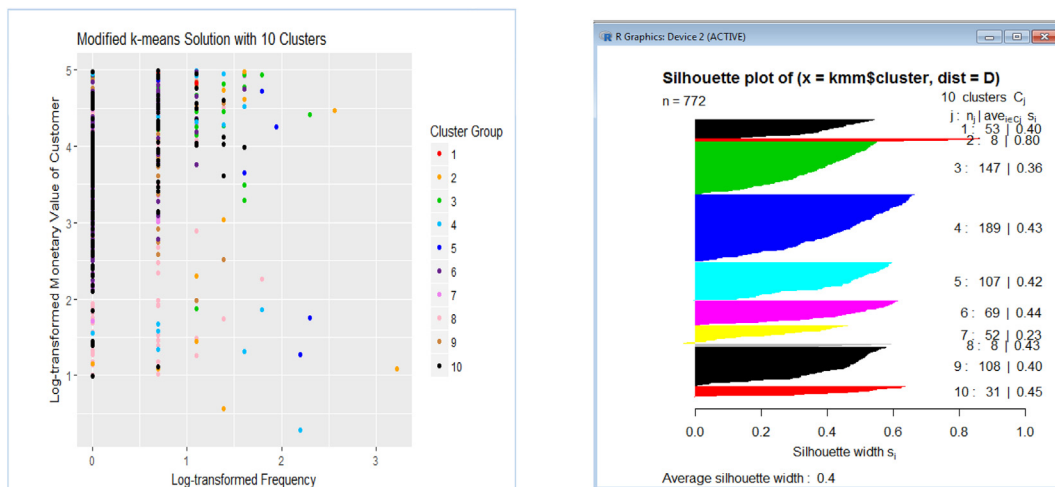 Modified k-means Solution with 10 Clusters
Log-transformed Monetary Value of Customer
5
4
3
2
1
0
1
2
3
Log-transformed Frequency
Cluster Group
1
2
3
4
5
6
7
8
9
10
R Graphics: Device 2 (ACTIVE)
Silhouette plot of (x = kmm$cluster, dist = D)
n = 772
10 clusters Cj
j : nj | avei∈Cj si
1 : 53 | 0.40
2 : 8 | 0.80
3 : 147 | 0.36
4 : 189 | 0.43
5 : 107 | 0.42
6 : 69 | 0.44
7 : 52 | 0.23
8 : 8 | 0.43
9 : 108 | 0.40
10 : 31 | 0.45
0.0 0.2 0.4 0.6 0.8 1.0
Silhouette width si
Average silhouette width : 0.4